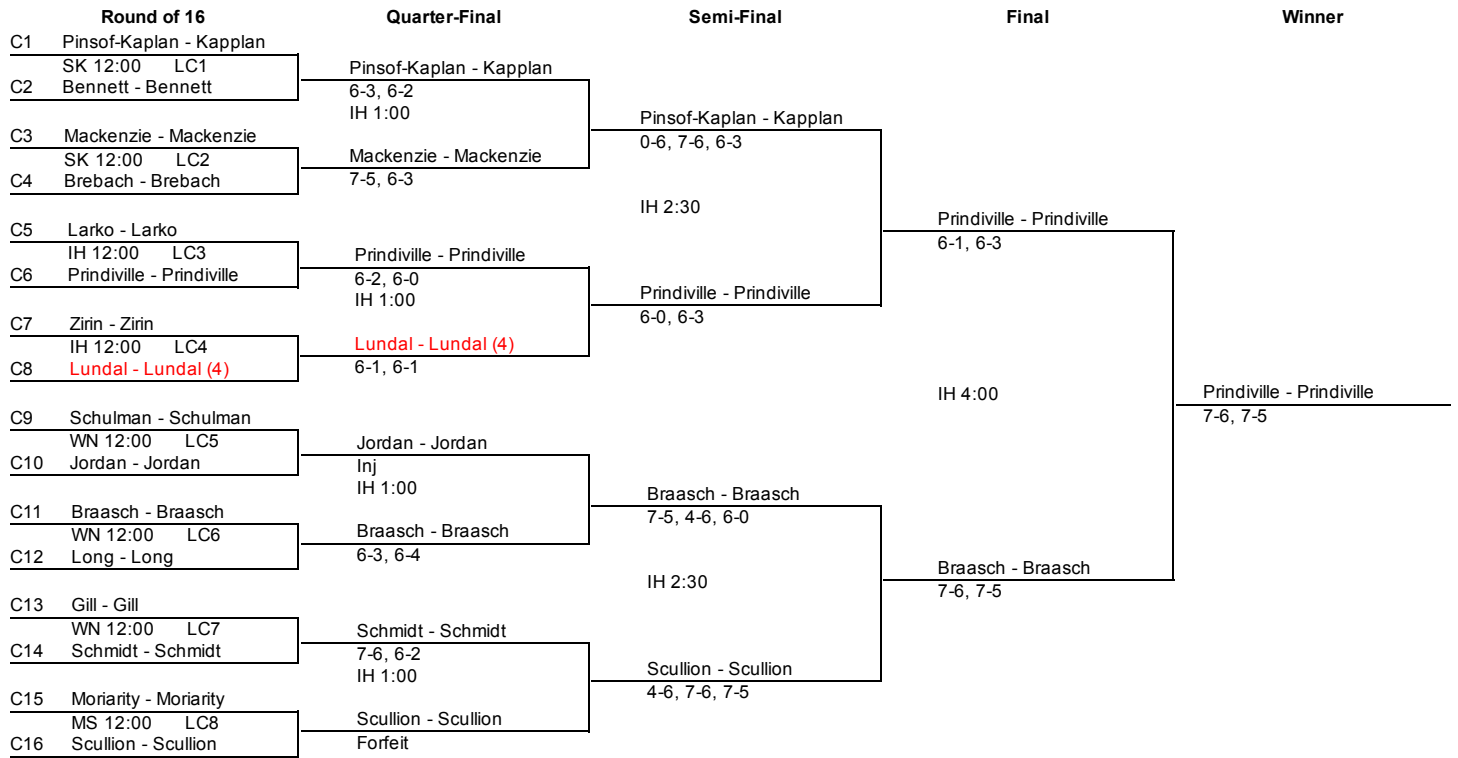 Round of 16 Quarter-Final Semi-Final Final Winner
C1 Pinsof-Kaplan - Kapplan
SK 12:00 LC1
C2 Bennett - Bennett
C3 Mackenzie - Mackenzie
SK 12:00 LC2
C4 Brebach - Brebach
C5 Larko - Larko
IH 12:00 LC3
C6 Prindiville - Prindiville
C7 Zirin - Zirin
IH 12:00 LC4
C8 Lundal - Lundal (4)
C9 Schulman - Schulman
WN 12:00 LC5
C10 Jordan - Jordan
C11 Braasch - Braasch
WN 12:00 LC6
C12 Long - Long
C13 Gill - Gill
WN 12:00 LC7
C14 Schmidt - Schmidt
C15 Moriarity - Moriarity
MS 12:00 LC8
C16 Scullion - Scullion
Pinsof-Kaplan - Kapplan
6-3, 6-2
IH 1:00
Mackenzie - Mackenzie
7-5, 6-3
Prindiville - Prindiville
6-2, 6-0
IH 1:00
Lundal - Lundal (4)
6-1, 6-1
Jordan - Jordan
Inj
IH 1:00
Braasch - Braasch
6-3, 6-4
Schmidt - Schmidt
7-6, 6-2
IH 1:00
Scullion - Scullion
Forfeit
Pinsof-Kaplan - Kapplan
0-6, 7-6, 6-3
IH 2:30
Prindiville - Prindiville
6-0, 6-3
Braasch - Braasch
7-5, 4-6, 6-0
IH 2:30
Scullion - Scullion
4-6, 7-6, 7-5
Prindiville - Prindiville
6-1, 6-3
IH 4:00
Braasch - Braasch
7-6, 7-5
Prindiville - Prindiville
7-6, 7-5